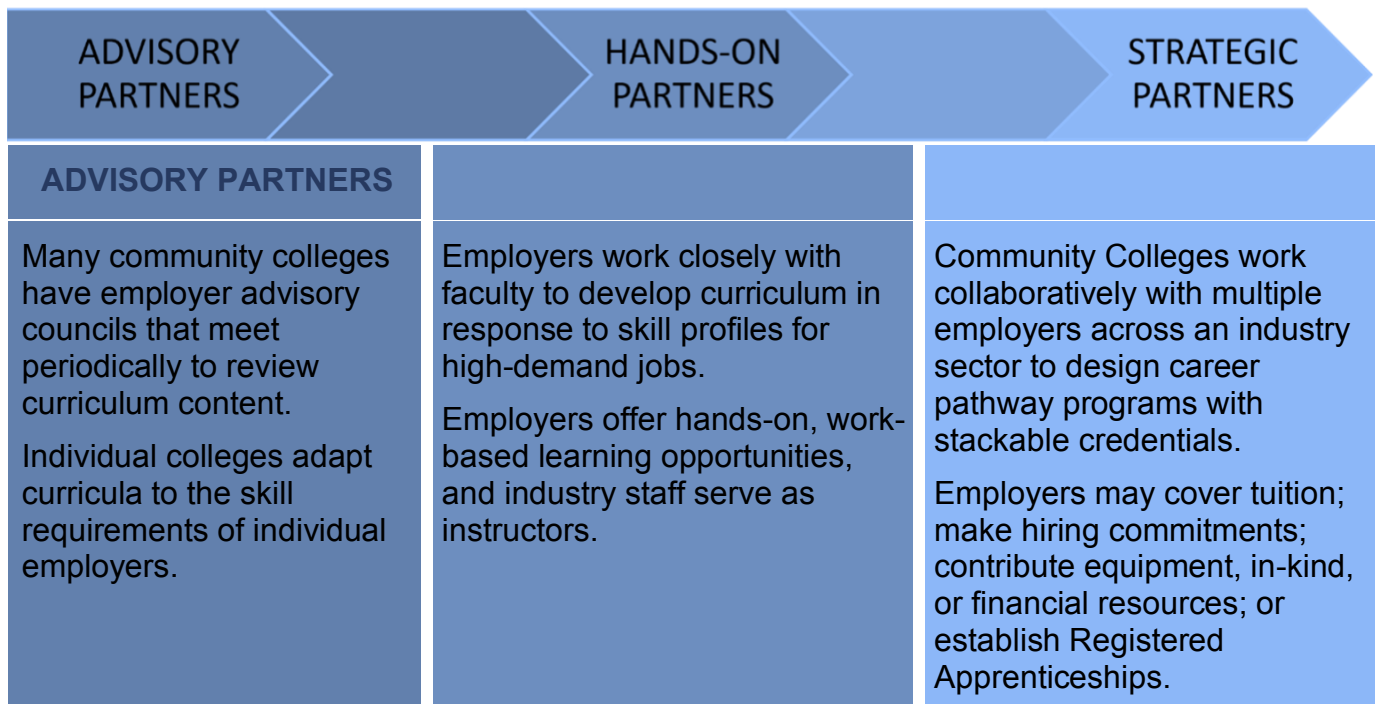 ADVISORY
PARTNERS
HANDS-ON
PARTNERS
STRATEGIC
PARTNERS
ADVISORY PARTNERS
Many community colleges
have employer advisory
councils that meet
periodically to review
curriculum content.
Individual colleges adapt
curricula to the skill
requirements of individual
employers.
Employers work closely with
faculty to develop curriculum in
response to skill profiles for
high-demand jobs.
Employers offer hands-on, work-
based learning opportunities,
and industry staff serve as
instructors.
Community Colleges work
collaboratively with multiple
employers across an industry
sector to design career
pathway programs with
stackable credentials.
Employers may cover tuition;
make hiring commitments;
contribute equipment, in-kind,
or financial resources; or
establish Registered
Apprenticeships.